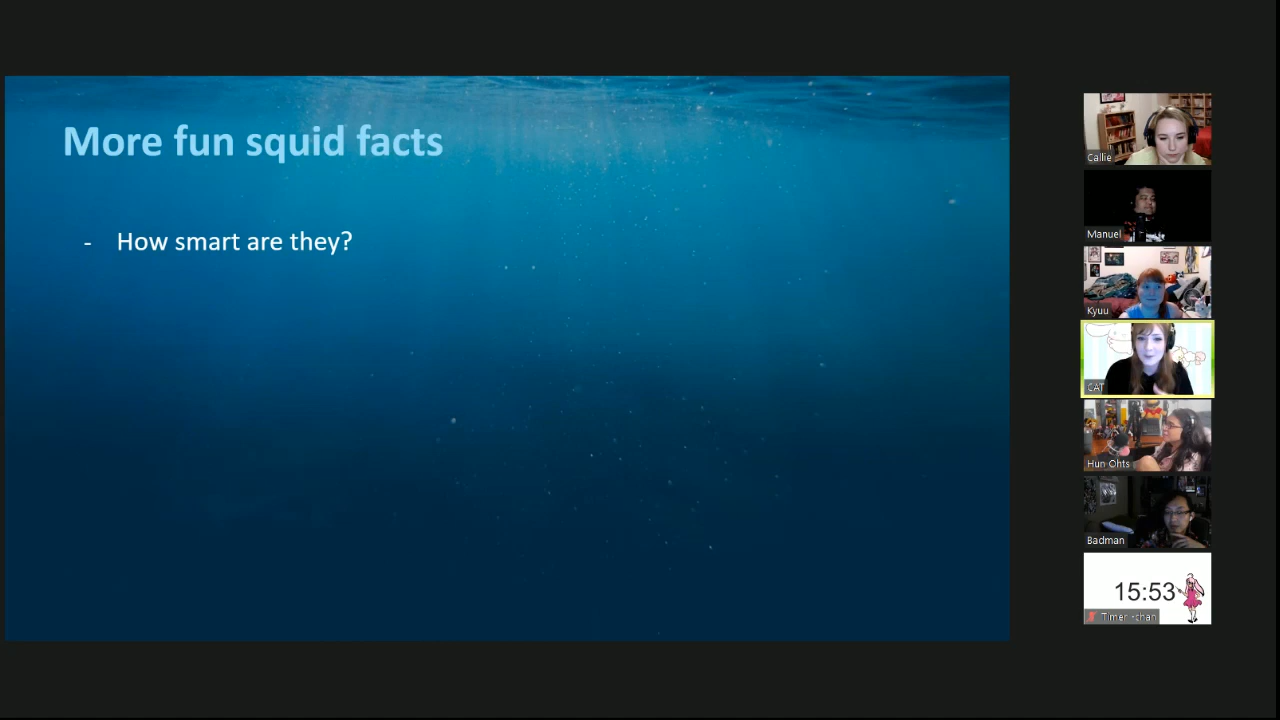 More fun squid facts
- How smart are they?
Callie
Manuel
Kyuu
CAT
Hun Ohts
Badman
15:53
Timer -chan